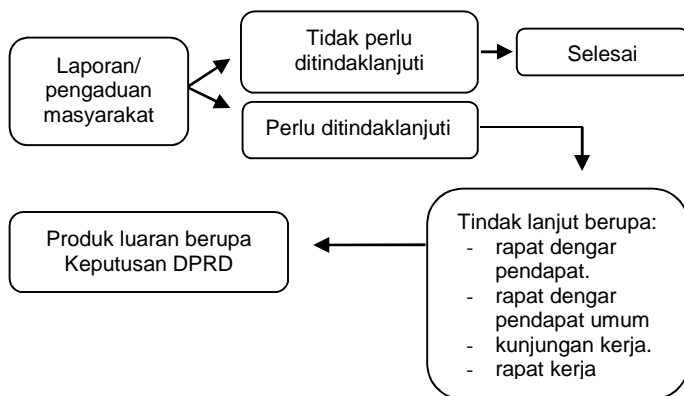 Laporan/
pengaduan
masyarakat
Tidak perlu
ditindaklanjuti
Selesai
Perlu ditindaklanjuti
Tindak lanjut berupa:
- rapat dengar
pendapat.
- rapat dengar
pendapat umum
- kunjungan kerja.
- rapat kerja
Produk luaran berupa
Keputusan DPRD